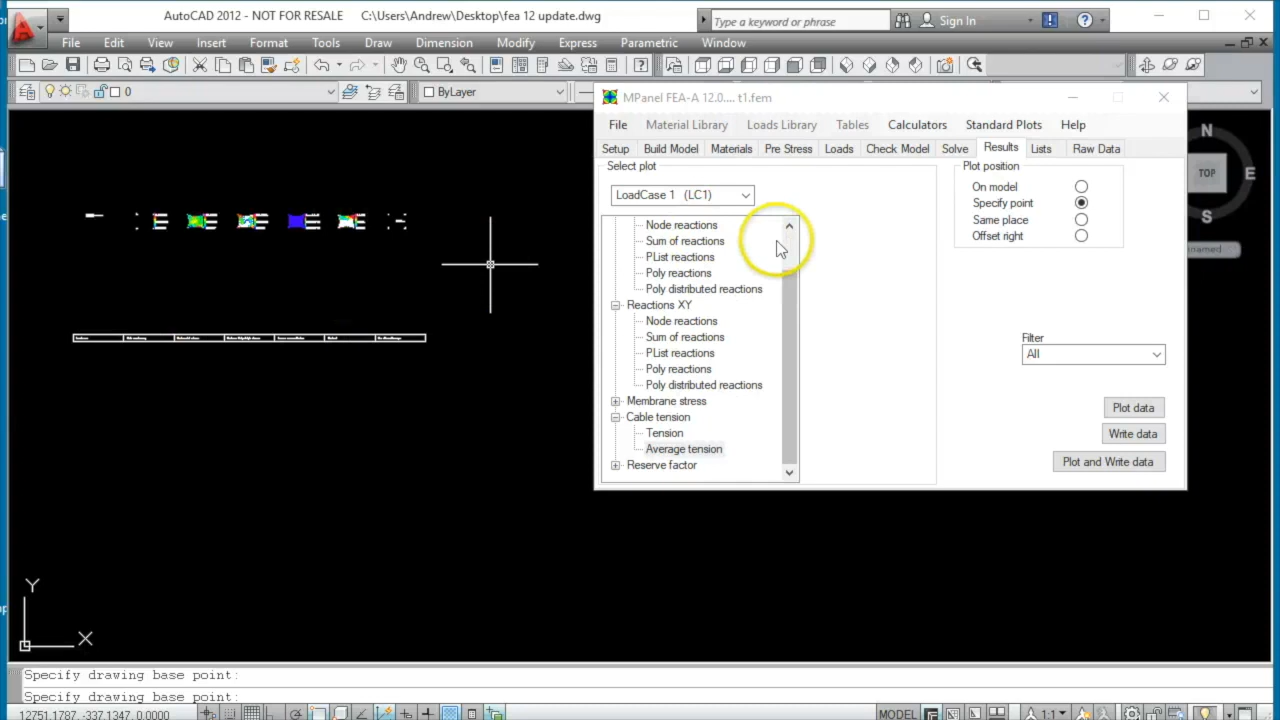 AutoCAD 2012 - NOT FOR RESALE C:\Users\Andrew\Desktop\fea 12 update.dwg
Type a keyword or phrase
Sign In
File Edit View Insert Format Tools Draw Dimension Modify Express Parametric Window
0
ByLayer
MPanel FEA-A 12.0.... t1.fem
File Material Library Loads Library Tables Calculators Standard Plots Help
Setup Build Model Materials Pre Stress Loads Check Model Solve Results Lists Raw Data
Select plot
LoadCase 1 (LC1)
Node reactions
Sum of reactions
PList reactions
Poly reactions
Poly distributed reactions
Reactions XY
Node reactions
Sum of reactions
PList reactions
Poly reactions
Poly distributed reactions
Membrane stress
Cable tension
Tension
Average tension
Reserve factor
Plot position
On model
Specify point
Same place
Offset right
Filter
All
Plot data
Write data
Plot and Write data
N
TOP
E
S
named
Y
X
Specify drawing base point:
Specify drawing base point:
12751.1787, -337.1347, 0.0000
MODEL
1:1